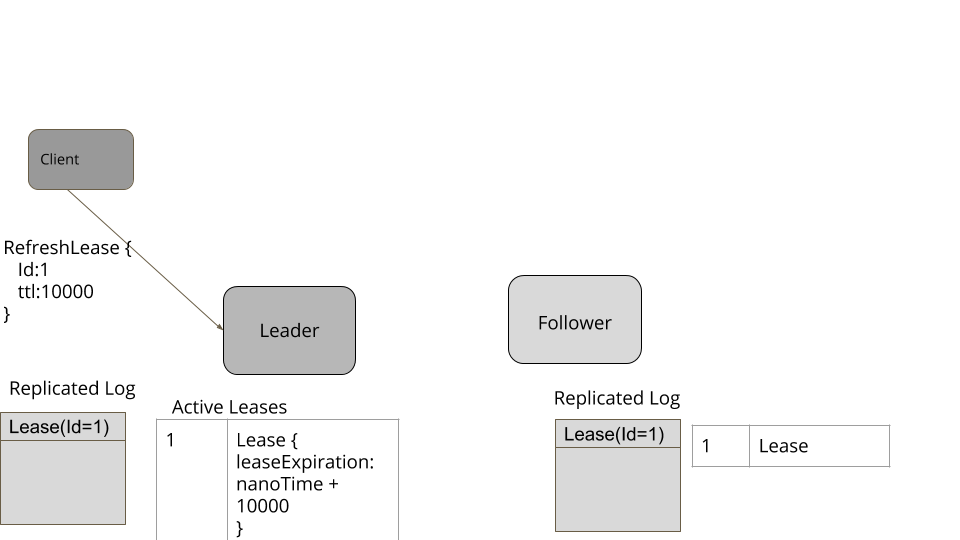 Client
RefreshLease {
Id:1
ttl:10000
}
Leader
Follower
Replicated Log
Lease(Id=1)
Active Leases
1
Lease {
leaseExpiration:
nanoTime +
10000
}
Replicated Log
Lease(Id=1)
1 Lease